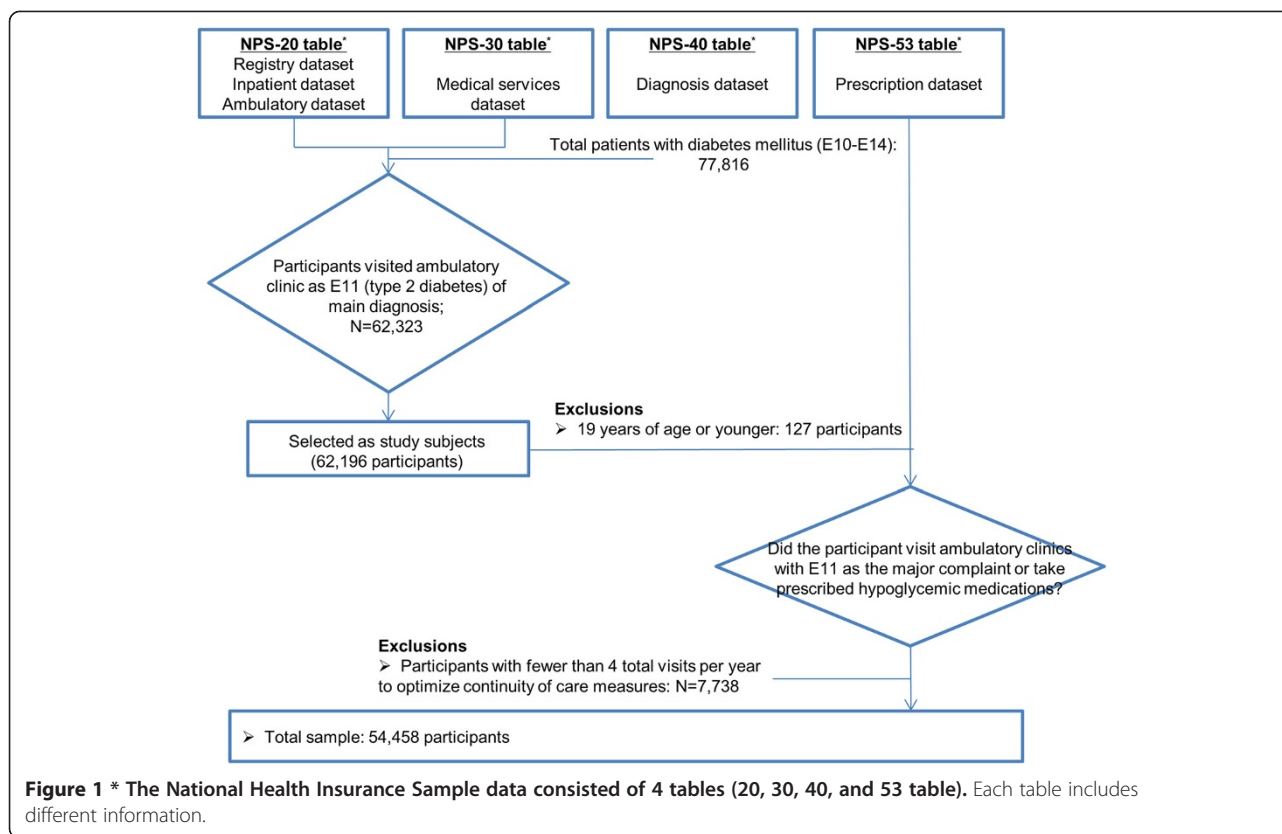 NPS-20 table*
Registry dataset
Inpatient dataset
Ambulatory dataset
NPS-30 table*
Medical services
dataset
NPS-40 table*
Diagnosis dataset
NPS-53 table*
Prescription dataset
Total patients with diabetes mellitus (E10-E14):
77,816
Participants visited ambulatory
clinic as E11 (type 2 diabetes) of
main diagnosis;
N=62,323
Exclusions
➢ 19 years of age or younger: 127 participants
Selected as study subjects
(62,196 participants)
Did the participant visit ambulatory clinics
with E11 as the major complaint or take
prescribed hypoglycemic medications?
Exclusions
➢ Participants with fewer than 4 total visits per year
to optimize continuity of care measures: N=7,738
➢ Total sample: 54,458 participants
Figure 1 * The National Health Insurance Sample data consisted of 4 tables (20, 30, 40, and 53 table). Each table includes
different information.